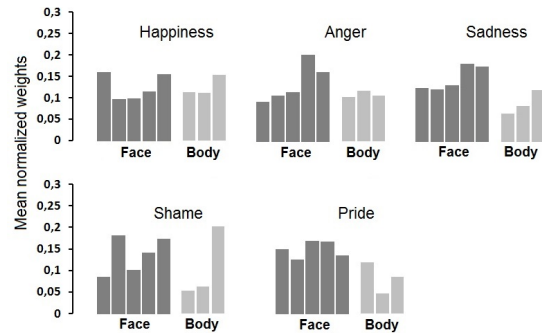 Mean normalized weights
0,3
0,25
0,2
0,15
0,1
0,05
0
Happiness
Face Body
Anger
Face Body
Sadness
Face Body
0,3
0,25
0,2
0,15
0,1
0,05
0
Shame
Face Body
Pride
Face Body